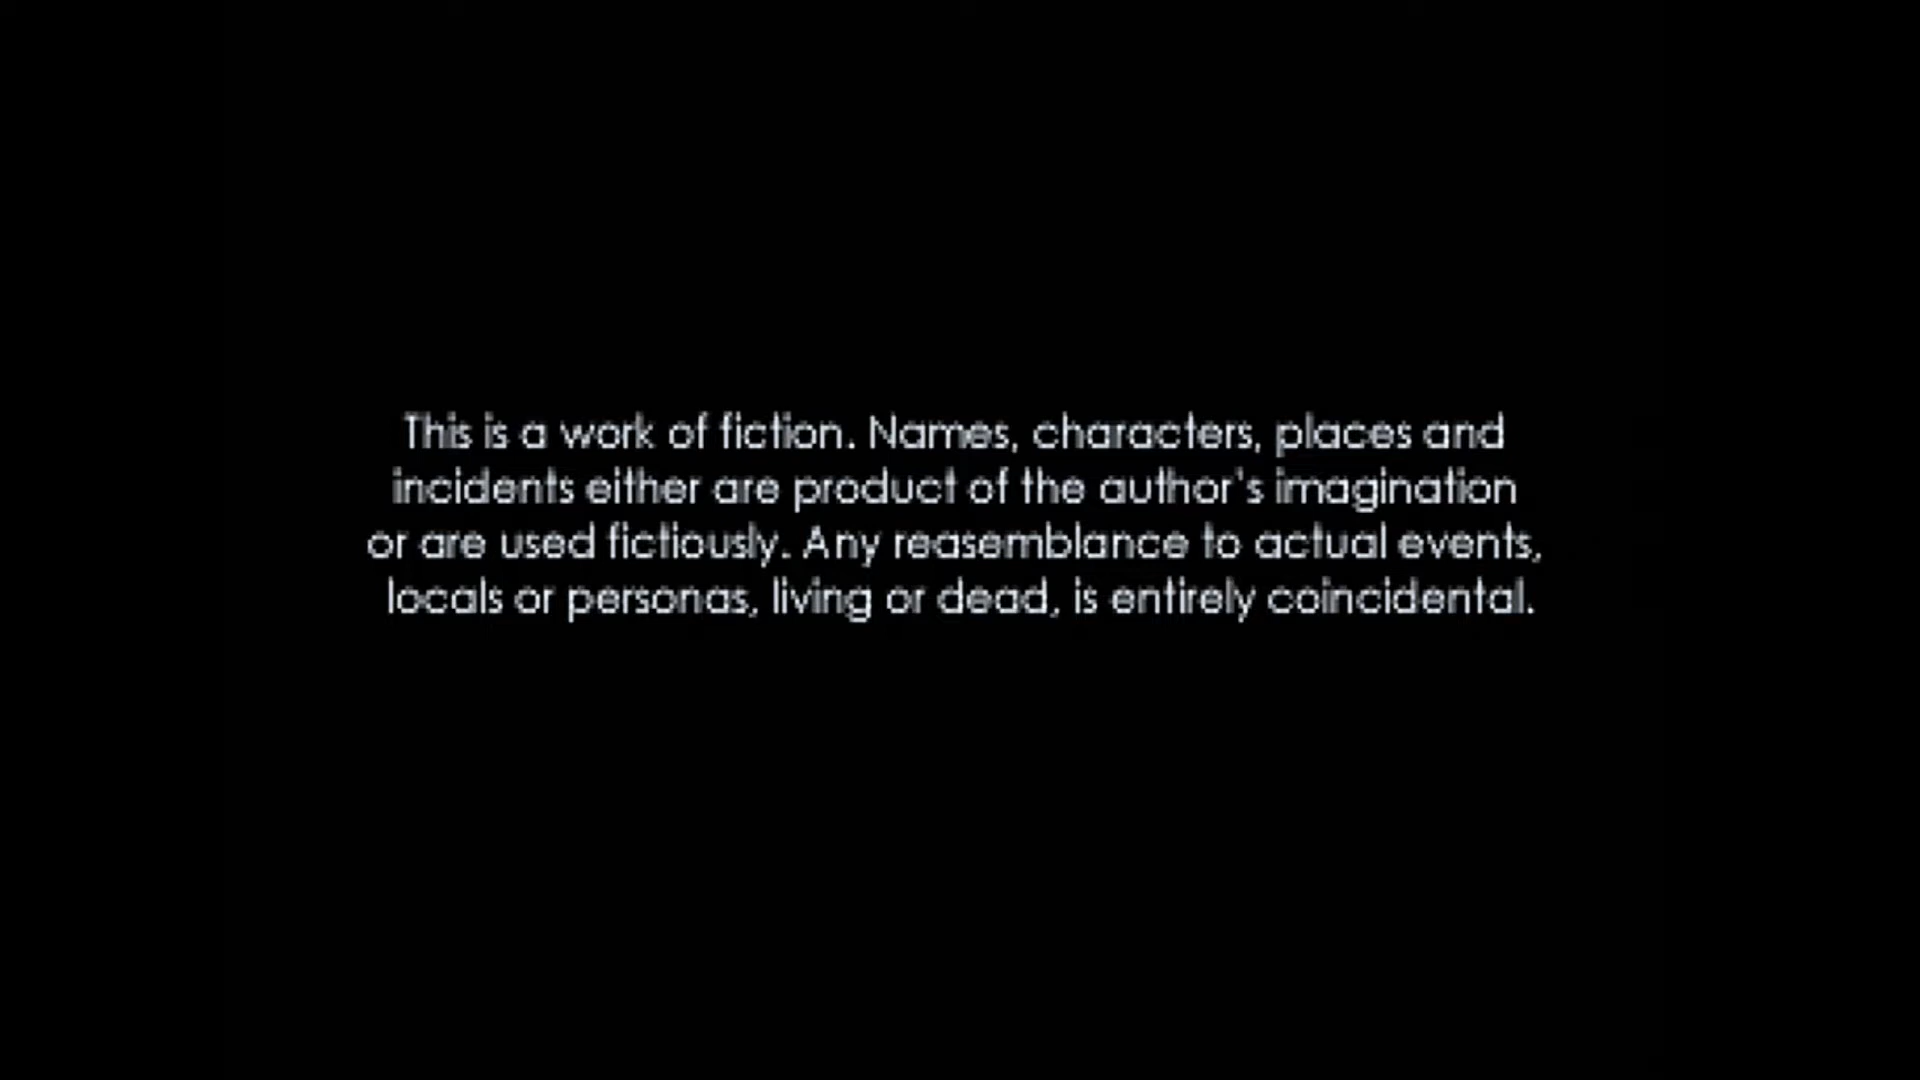 This is a work of fiction. Names, characters, places and
incidents either are product of the author's imagination
or are used fictiously. Any reasemblance to actual events,
locals or personas, living or dead, is entirely coincidental.